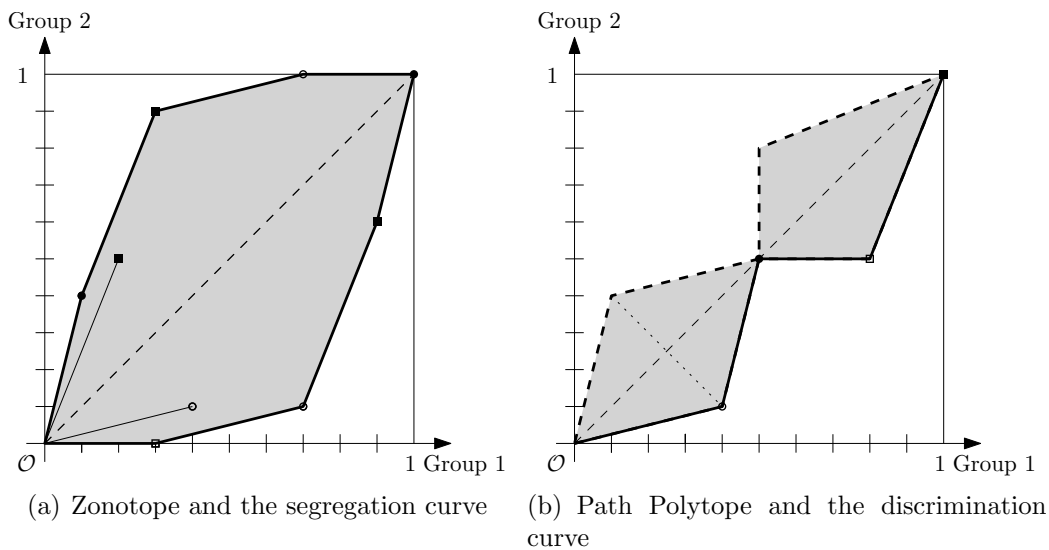 Group 2
1
𝒪
1 Group 1
(a) Zonotope and the segregation curve
Group 2
1
𝒪
1 Group 1
(b) Path Polytope and the discrimination
curve